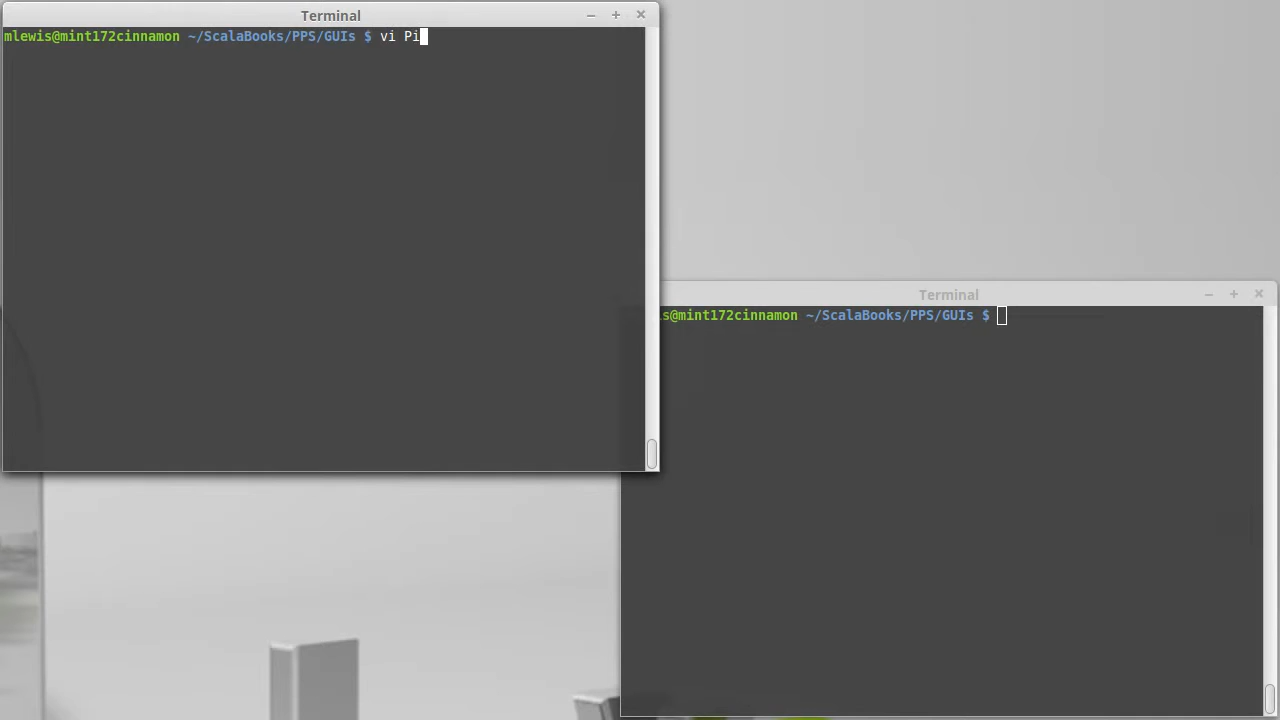 Terminal
mlewis@mint172cinnamon ~/ScalaBooks/PPS/GUIs $ vi Pi
Terminal
s@mint172cinnamon ~/ScalaBooks/PPS/GUIs $